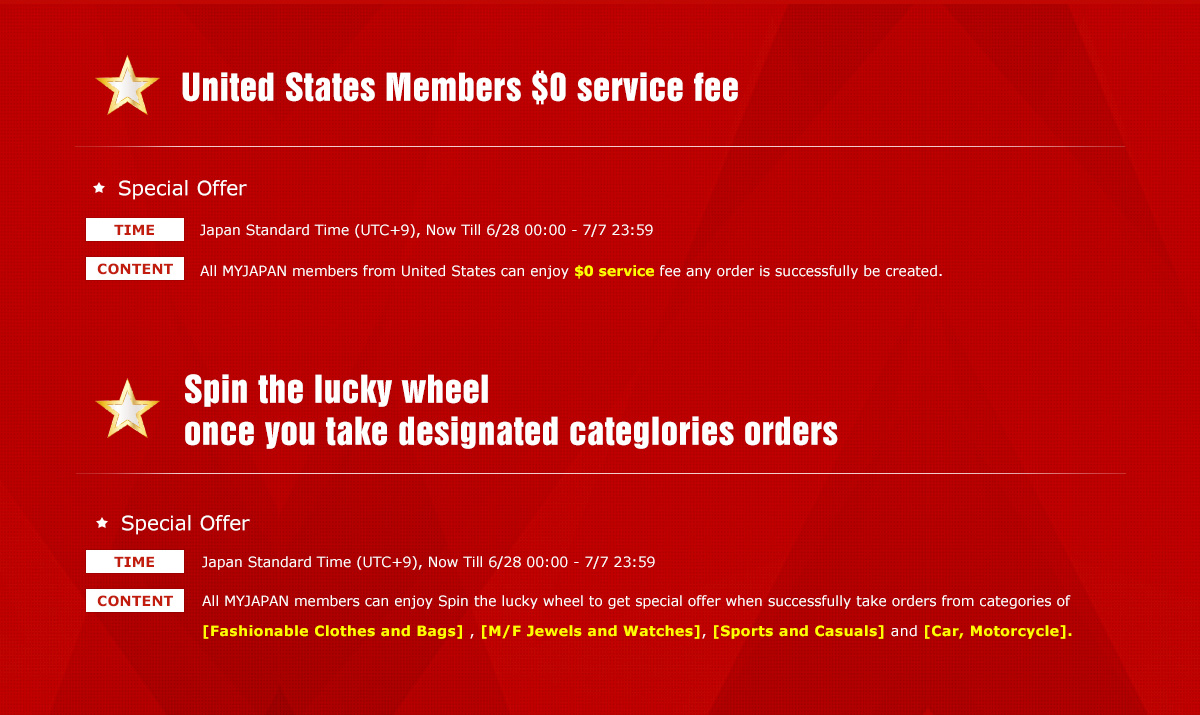 United States Members $0 service fee
Special Offer
TIME
Japan Standard Time (UTC+9), Now Till 6/28 00:00 - 7/7 23:59
CONTENT
All MYJAPAN members from United States can enjoy $0 service fee any order is successfully be created.
Spin the lucky wheel
once you take designated categlories orders
Special Offer
TIME
Japan Standard Time (UTC+9), Now Till 6/28 00:00 - 7/7 23:59
CONTENT
All MYJAPAN members can enjoy Spin the lucky wheel to get special offer when successfully take orders from categories of
[Fashionable Clothes and Bags] , [M/F Jewels and Watches], [Sports and Casuals] and [Car, Motorcycle].